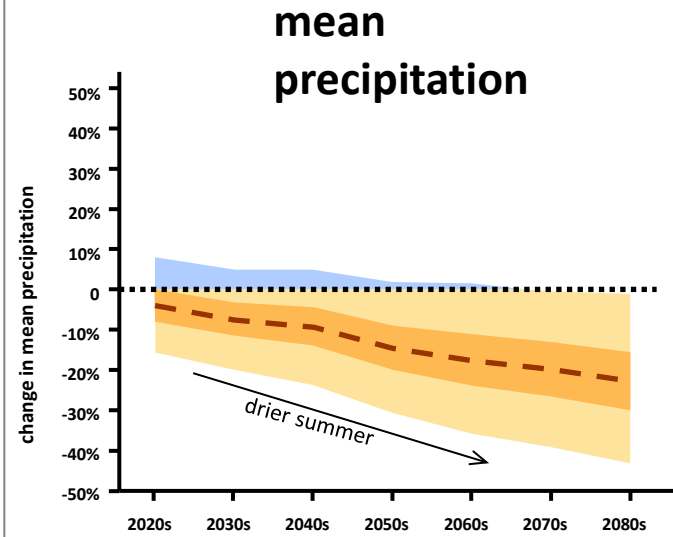 mean
precipitation
change in mean precipitation
50%
40%
30%
20%
10%
0
-10%
-20%
-30%
-40%
-50%
drier summer
2020s 2030s 2040s 2050s 2060s 2070s 2080s